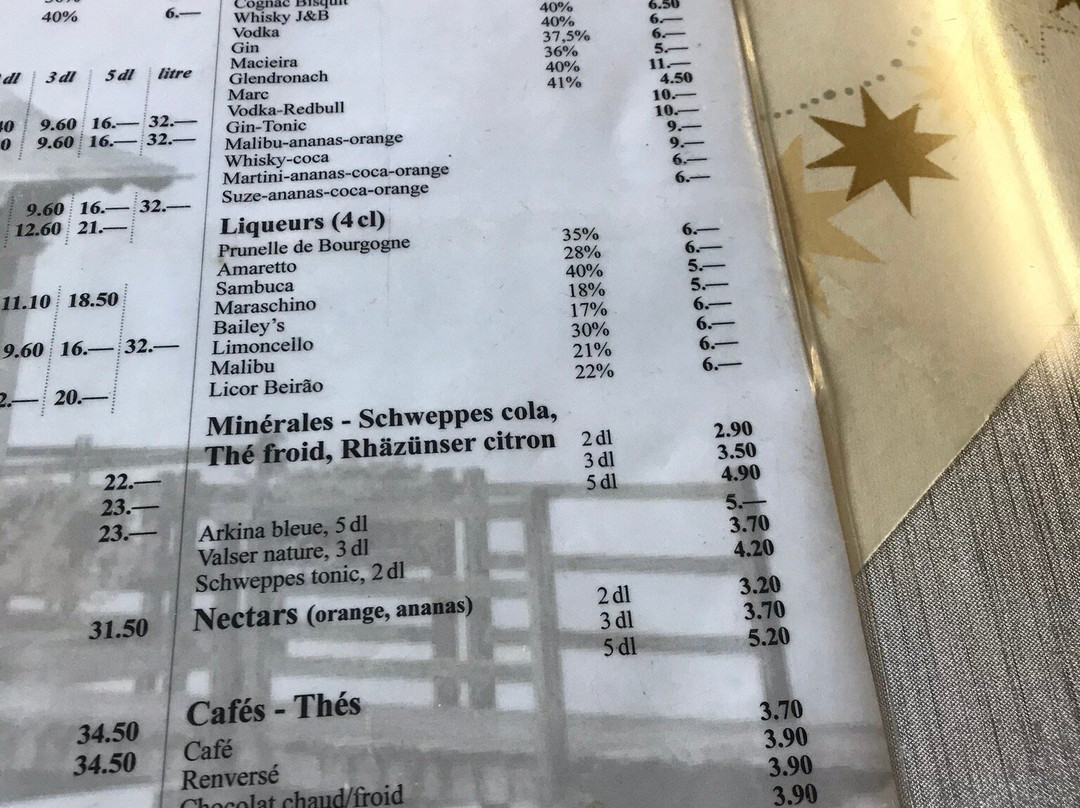 40% 6.—
dl 3 dl 5 dl litre
9.60 16.— 32.—
9.60 16.— 32.—
9.60 16.— 32.—
12.60 21.—
11.10 18.50
9.60 16.— 32.—
20.—
22.—
23.—
23.—
31.50
34.50
34.50
Cognac Bisquit
Whisky J&B 40% 6.50
Vodka 40% 6.—
Gin 37,5% 6.—
Macieira 36% 5.—
Glendronach 40% 11.—
Marc 41% 4.50
Vodka-Redbull 10.—
Gin-Tonic 10.—
Malibu-ananas-orange 9.—
Whisky-coca 9.—
Martini-ananas-coca-orange 6.—
Suze-ananas-coca-orange 6.—
Liqueurs (4 cl)
Prunelle de Bourgogne 35% 6.—
Amaretto 28% 6.—
Sambuca 40% 5.—
Maraschino 18% 5.—
Bailey's 17% 6.—
Limoncello 30% 6.—
Malibu 21% 6.—
Licor Beirão 22% 6.—
Minérales - Schweppes cola,
Thé froid, Rhäzünser citron 2 dl 2.90
3 dl 3.50
5 dl 4.90
Arkina bleue, 5 dl 5.—
Valser nature, 3 dl 3.70
Schweppes tonic, 2 dl 4.20
Nectars (orange, ananas) 2 dl 3.20
3 dl 3.70
5 dl 5.20
Cafés - Thés
Café 3.70
Renversé 3.90
Chocolat chaud/froid 3.90
3.90